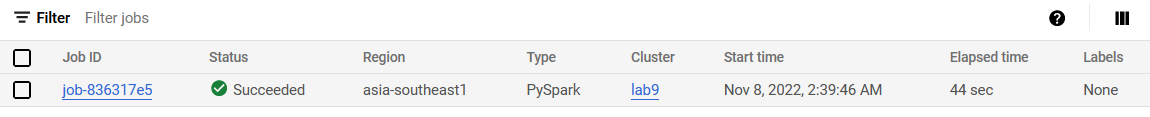 Filter Filter jobs
Job ID Status Region Type Cluster Start time Elapsed time Labels
job-836317e5 Succeeded asia-southeast1 PySpark lab9 Nov 8, 2022, 2:39:46 AM 44 sec None